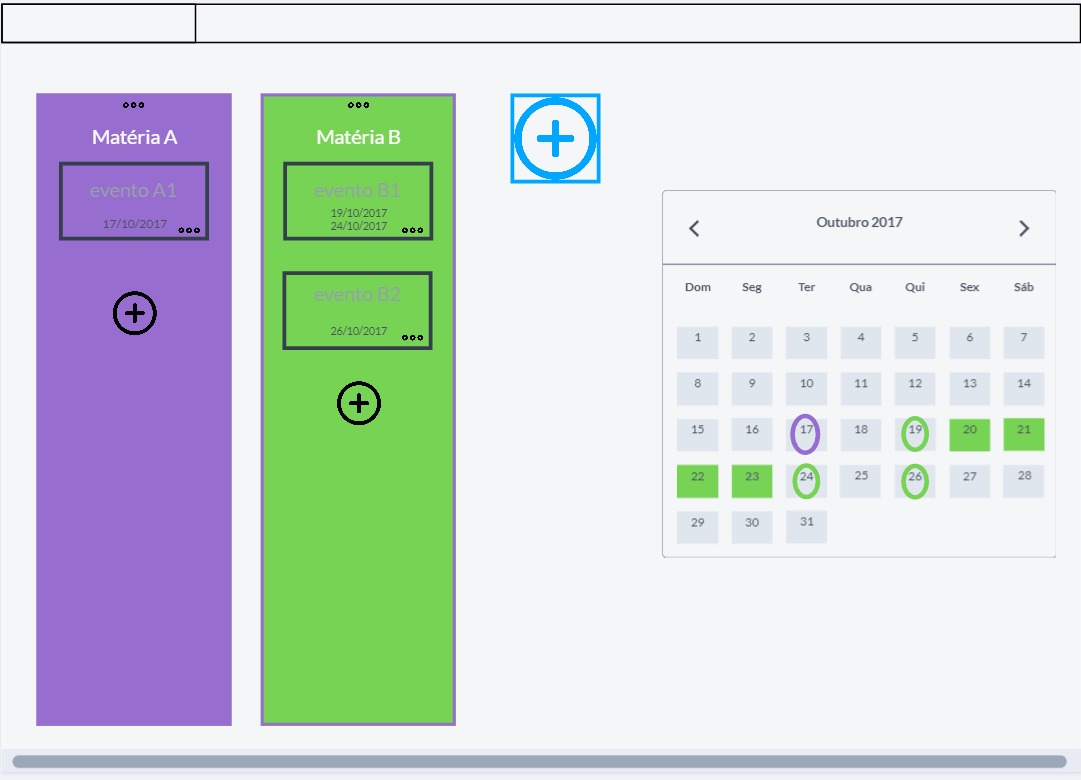 Matéria A
evento A1
17/10/2017
Matéria B
evento B1
19/10/2017
24/10/2017
evento B2
26/10/2017
Outubro 2017
Dom Seg Ter Qua Qui Sex Sáb
1 2 3 4 5 6 7
8 9 10 11 12 13 14
15 16 17 18 19 20 21
22 23 24 25 26 27 28
29 30 31